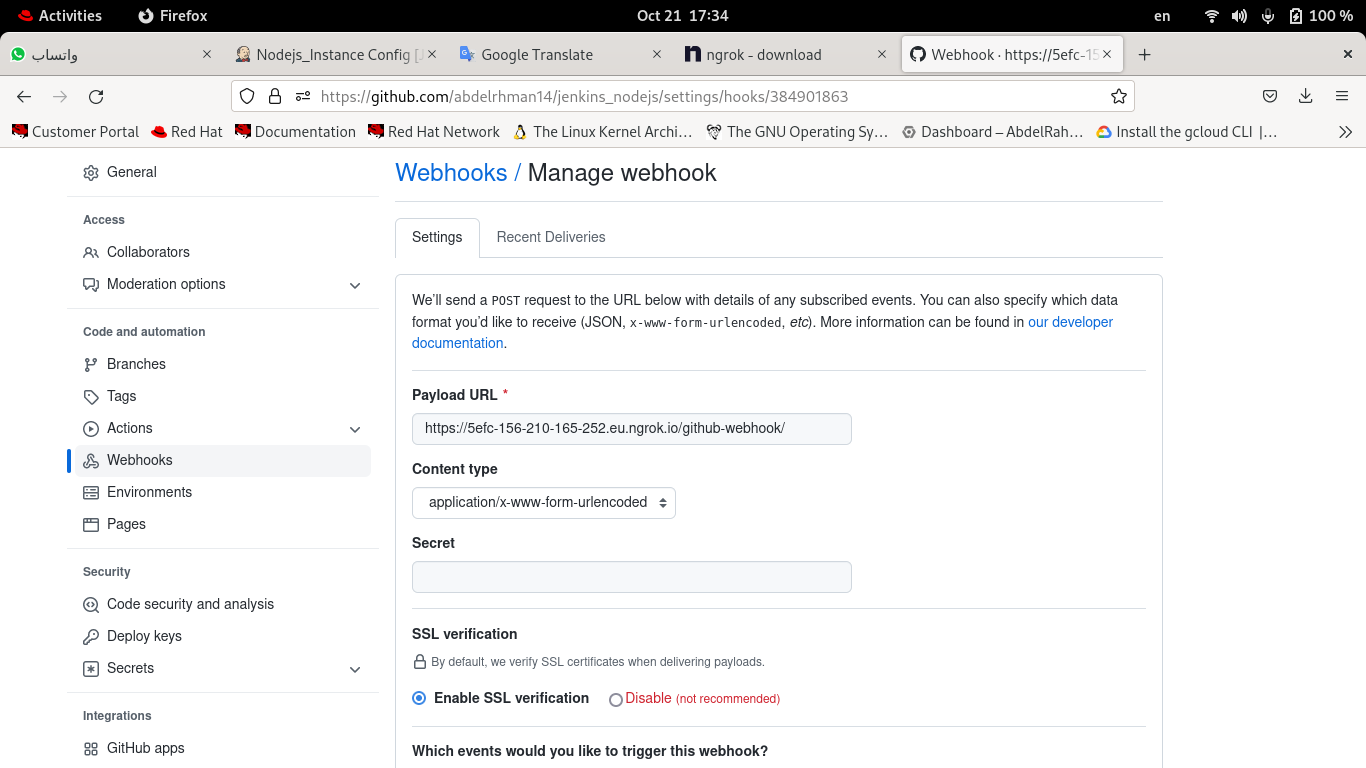 Activities Firefox Oct 21 17:34 en 100 %
واتساب Nodejs_Instance Config [ Google Translate ngrok - download Webhook · https://5efc-15
https://github.com/abdelrhman14/jenkins_nodejs/settings/hooks/384901863
Customer Portal Red Hat Documentation Red Hat Network The Linux Kernel Archi… The GNU Operating Sy… Dashboard – AbdelRah… Install the gcloud CLI |…
General
Access
Collaborators
Moderation options
Code and automation
Branches
Tags
Actions
Webhooks
Environments
Pages
Security
Code security and analysis
Deploy keys
Secrets
Integrations
GitHub apps
Webhooks / Manage webhook
Settings Recent Deliveries
We'll send a POST request to the URL below with details of any subscribed events. You can also specify which data
format you'd like to receive (JSON, x-www-form-urlencoded, etc). More information can be found in our developer
documentation.
Payload URL *
https://5efc-156-210-165-252.eu.ngrok.io/github-webhook/
Content type
application/x-www-form-urlencoded
Secret
SSL verification
By default, we verify SSL certificates when delivering payloads.
Enable SSL verification Disable (not recommended)
Which events would you like to trigger this webhook?